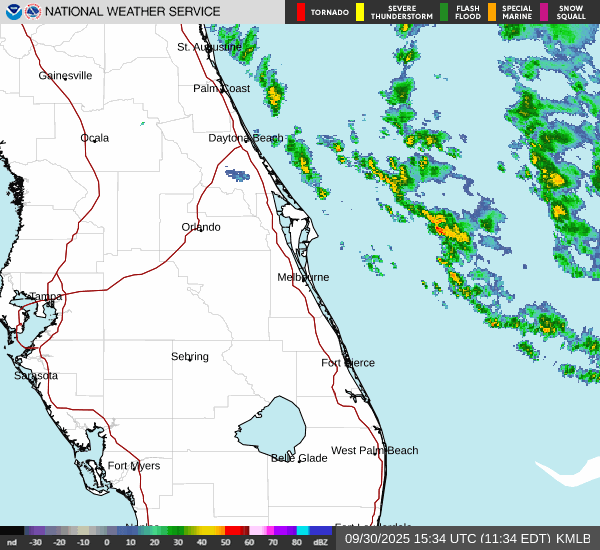 NATIONAL WEATHER SERVICE
TORNADO
SEVERE THUNDERSTORM
FLASH FLOOD
SPECIAL MARINE
SNOW SQUALL
St. Augustine
Gainesville
Palm Coast
Ocala
Daytona Beach
Orlando
Melbourne
Tampa
Sebring
Fort Pierce
Sarasota
West Palm Beach
Belle Glade
Fort Myers
nd -30 -20 -10 0 10 20 30 40 50 60 70 80 dBZ
09/30/2025 15:34 UTC (11:34 EDT) KMLB